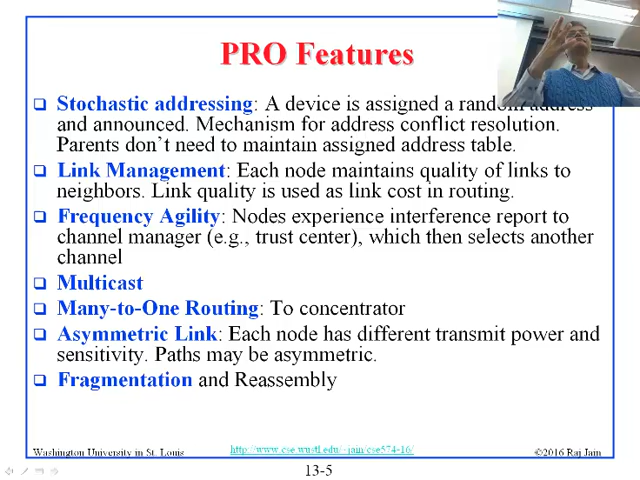 PRO Features
Stochastic addressing: A device is assigned a random address
and announced. Mechanism for address conflict resolution.
Parents don't need to maintain assigned address table.
Link Management: Each node maintains quality of links to
neighbors. Link quality is used as link cost in routing.
Frequency Agility: Nodes experience interference report to
channel manager (e.g., trust center), which then selects another
channel
Multicast
Many-to-One Routing: To concentrator
Asymmetric Link: Each node has different transmit power and
sensitivity. Paths may be asymmetric.
Fragmentation and Reassembly
Washington University in St. Louis
http://www.cse.wustl.edu/~jain/cse574-16/
©2016 Raj Jain
13-5